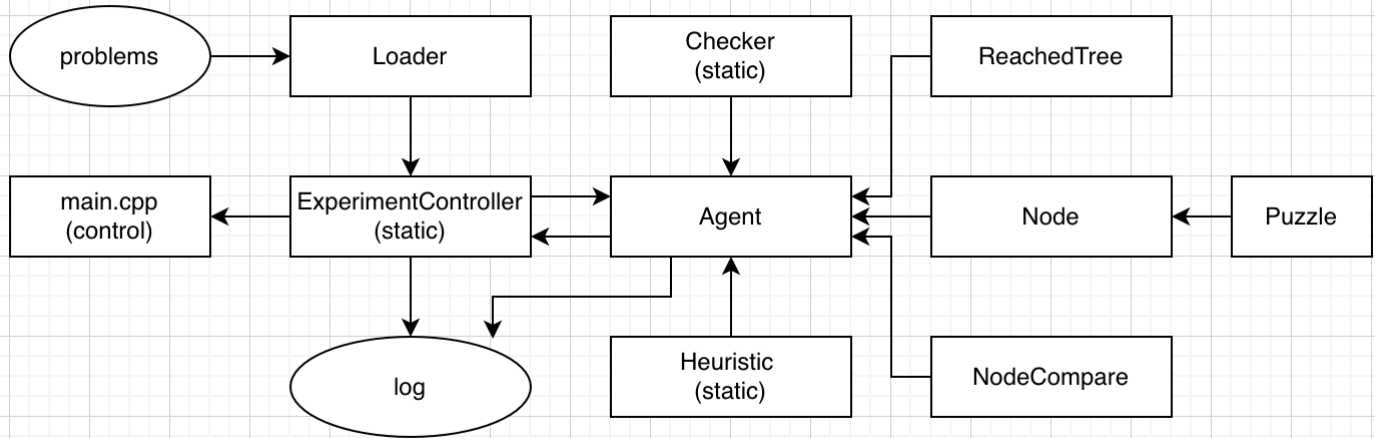 problems
Loader
Checker
(static)
ReachedTree
main.cpp
(control)
ExperimentController
(static)
Agent
Node
Puzzle
log
Heuristic
(static)
NodeCompare